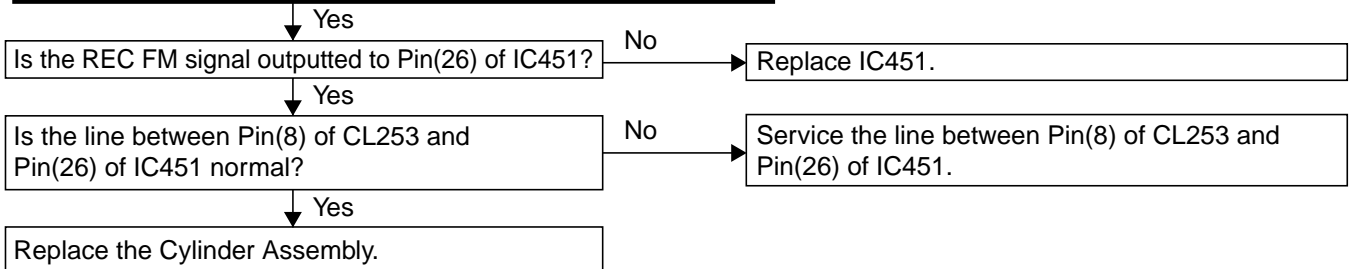 Yes
Is the REC FM signal outputted to Pin(26) of IC451?
No
Replace IC451.
Yes
Is the line between Pin(8) of CL253 and
Pin(26) of IC451 normal?
No
Service the line between Pin(8) of CL253 and
Pin(26) of IC451.
Yes
Replace the Cylinder Assembly.